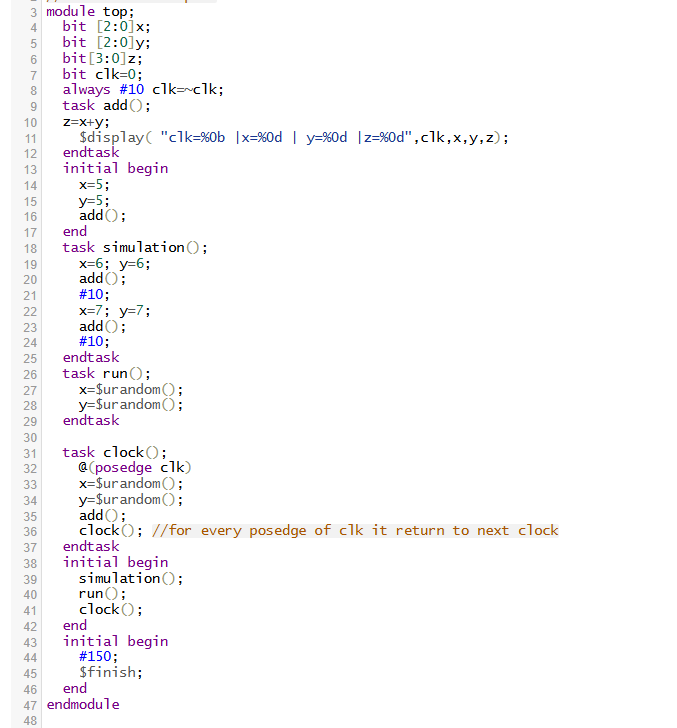 3 module top;
4 bit [2:0]x;
5 bit [2:0]y;
6 bit[3:0]z;
7 bit clk=0;
8 always #10 clk=~clk;
9 task add();
10 z=x+y;
11 $display( "clk=%0b |x=%0d | y=%0d |z=%0d",clk,x,y,z);
12 endtask
13 initial begin
14 x=5;
15 y=5;
16 add();
17 end
18 task simulation();
19 x=6; y=6;
20 add();
21 #10;
22 x=7; y=7;
23 add();
24 #10;
25 endtask
26 task run();
27 x=$urandom();
28 y=$urandom();
29 endtask
30
31 task clock();
32 @(posedge clk)
33 x=$urandom();
34 y=$urandom();
35 add();
36 clock(); //for every posedge of clk it return to next clock
37 endtask
38 initial begin
39 simulation();
40 run();
41 clock();
42 end
43 initial begin
44 #150;
45 $finish;
46 end
47 endmodule
48